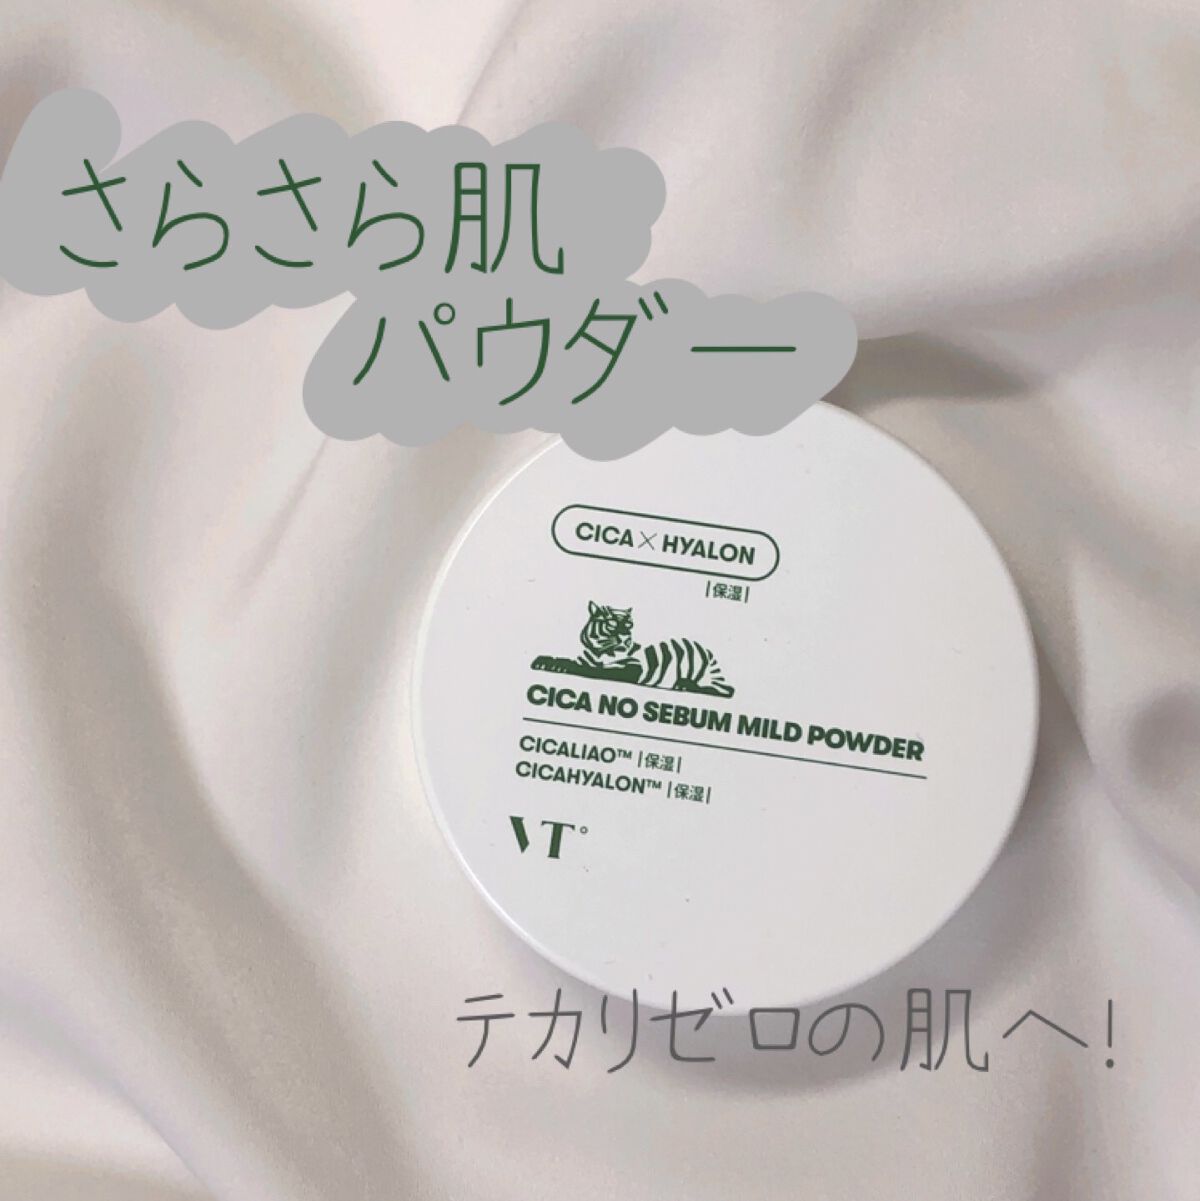 さらさら肌
パウダー
CICA×HYALON
|保湿|
CICA NO SEBUM MILD POWDER
CICALIAO™ |保湿|
CICAHYALON™ |保湿|
VT°
テカリゼロの肌へ!